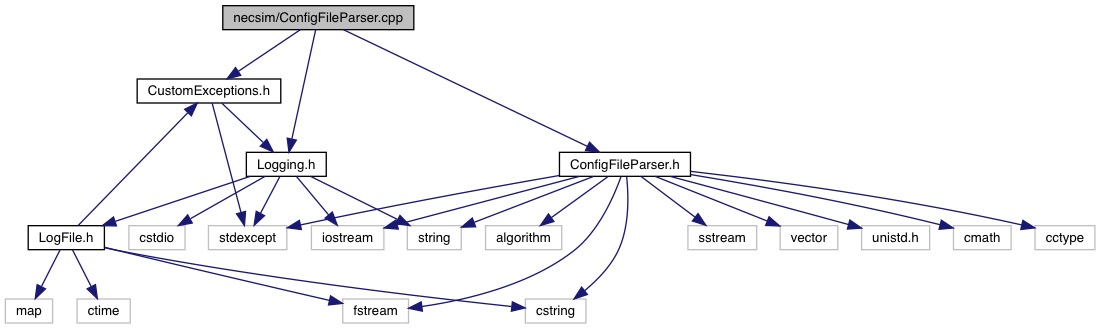 necsim/ConfigFileParser.cpp
CustomExceptions.h
Logging.h
ConfigFileParser.h
LogFile.h
cstdio
stdexcept
iostream
string
algorithm
sstream
vector
unistd.h
cmath
cctype
map
ctime
fstream
cstring